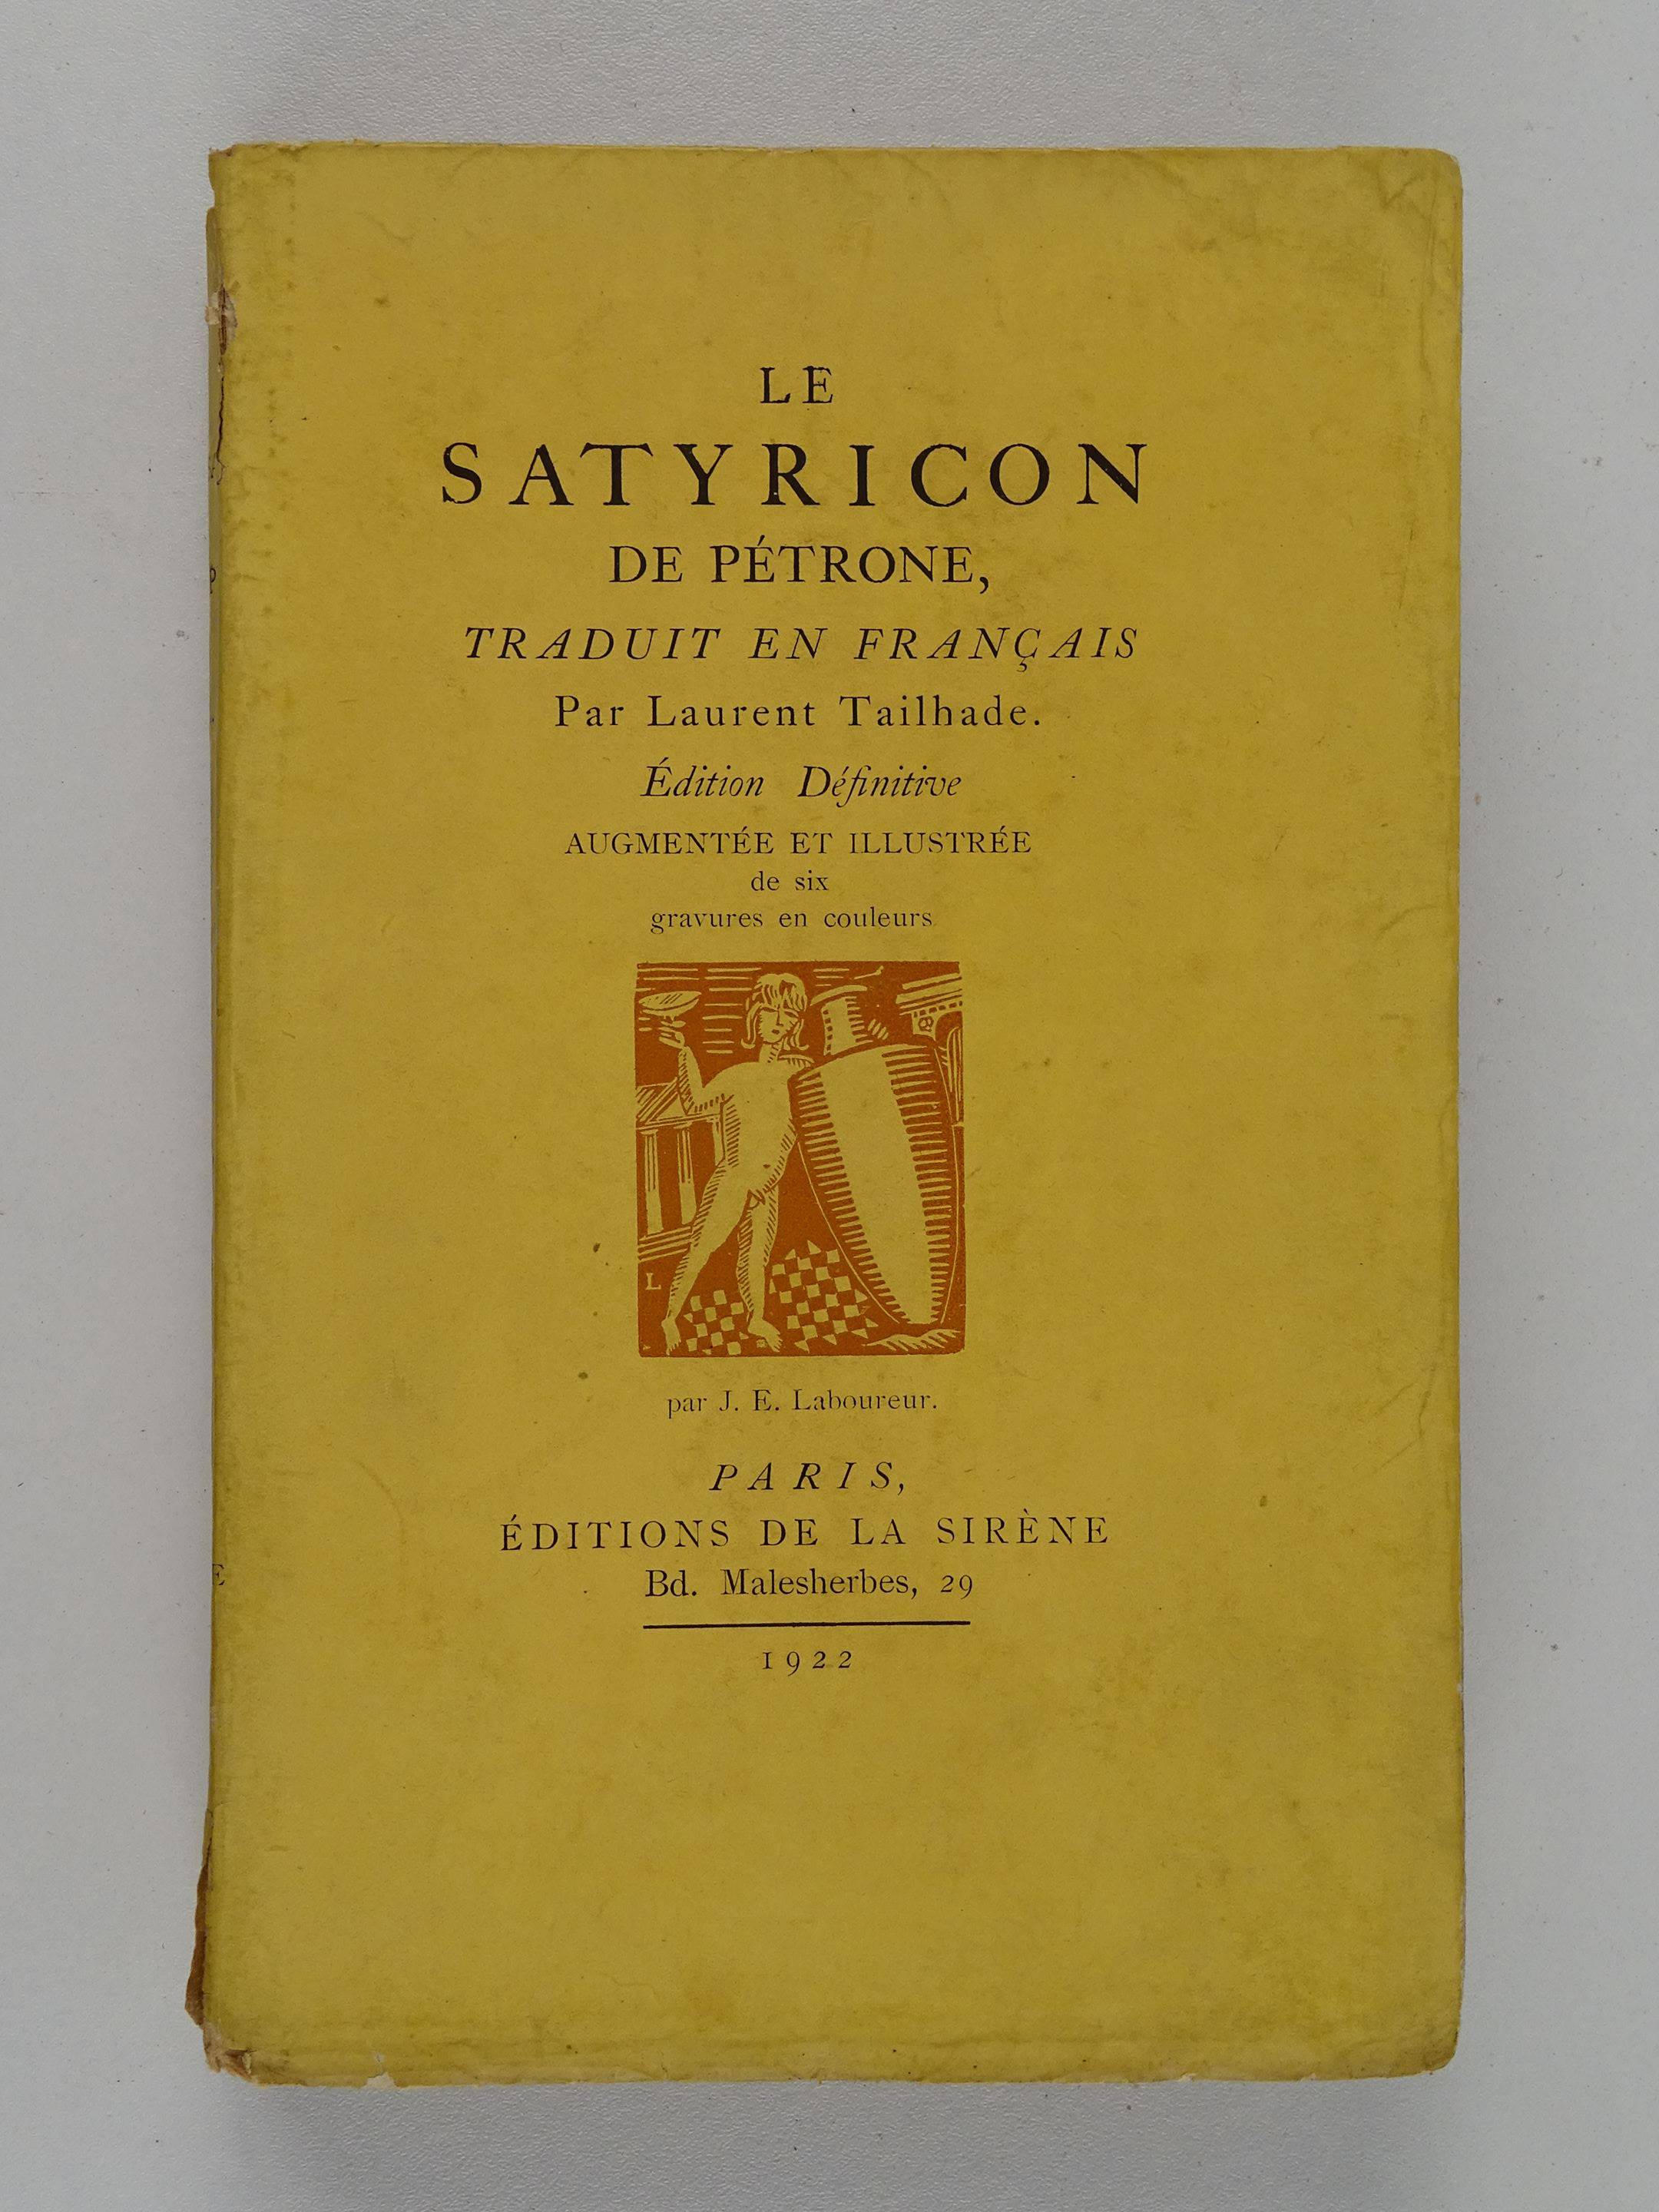 LE
SATYRICON
DE PÉTRONE,
TRADUIT EN FRANÇAIS
Par Laurent Tailhade.
Édition Définitive
AUGMENTÉE ET ILLUSTRÉE
de six
gravures en couleurs
L
par J. E. Laboureur.
PARIS,
ÉDITIONS DE LA SIRÈNE
Bd. Malesherbes, 29
1922